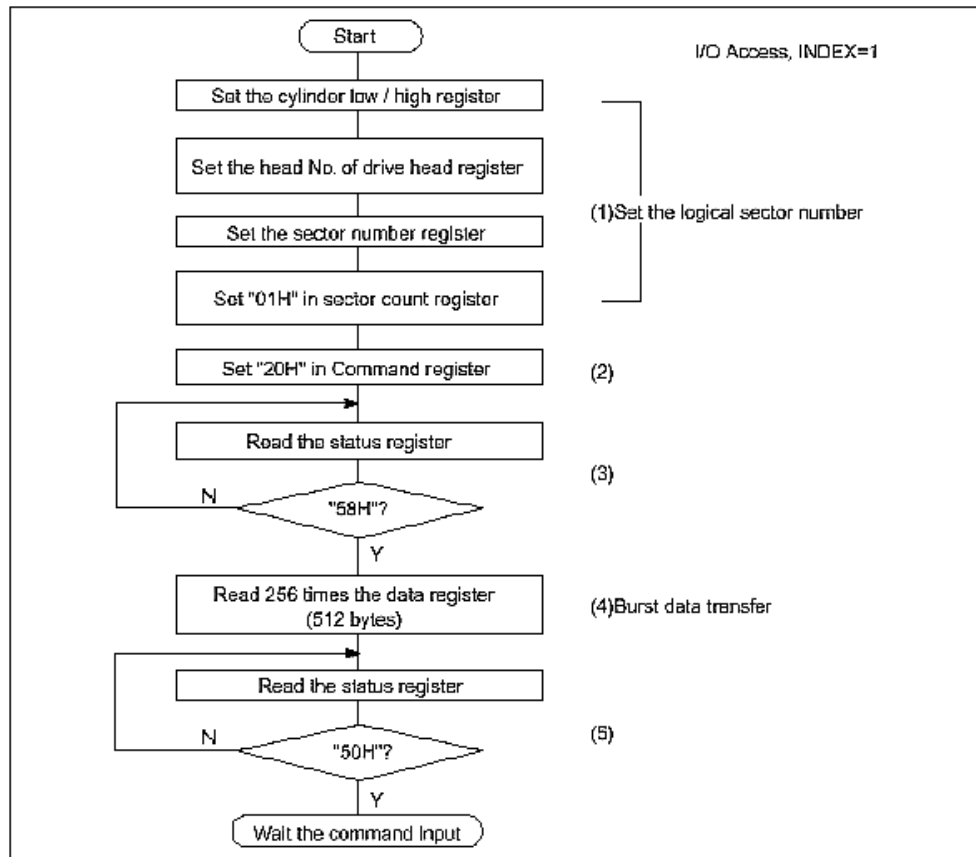 Start
I/O Access, INDEX=1
Set the cylinder low / high register
Set the head No. of drive head register
(1)Set the logical sector number
Set the sector number register
Set "01H" in sector count register
Set "20H" in Command register
(2)
Read the status register
(3)
N
"58H"?
Y
Read 256 times the data register
(512 bytes)
(4)Burst data transfer
Read the status register
N
"50H"?
(5)
Y
Wait the command Input